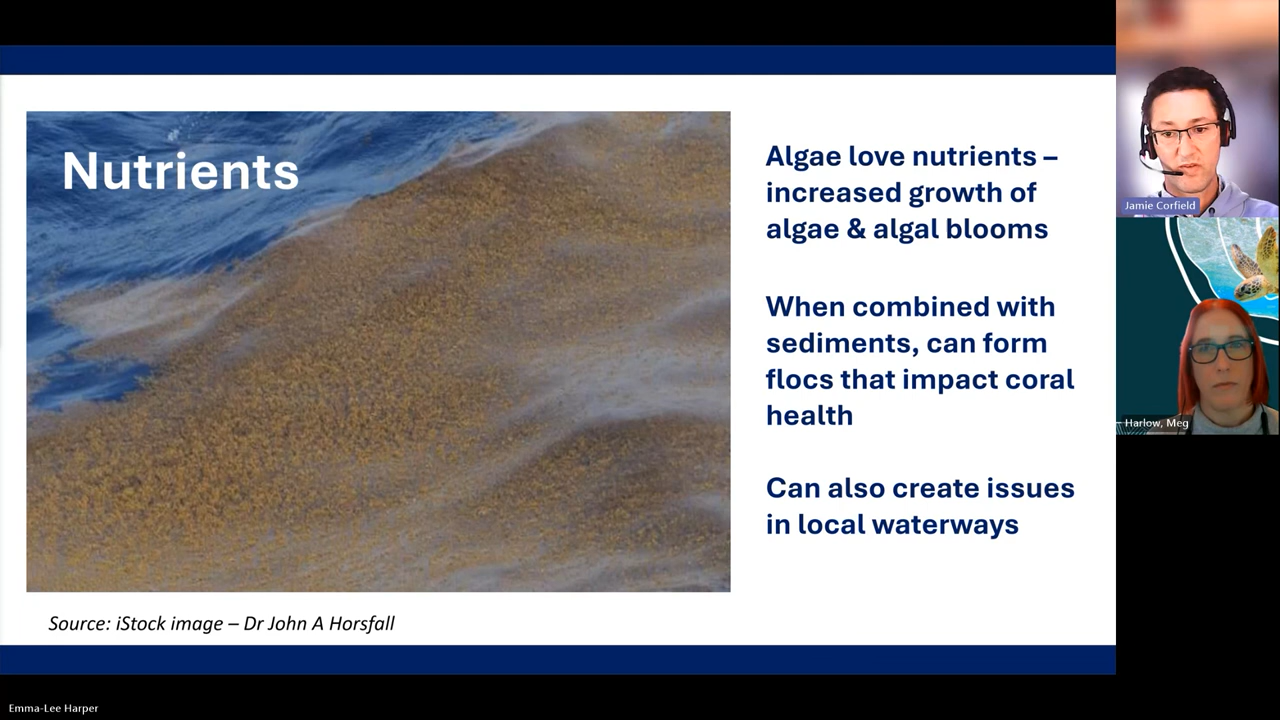 Nutrients
Algae love nutrients –
increased growth of
algae & algal blooms
When combined with
sediments, can form
flocs that impact coral
health
Can also create issues
in local waterways
Source: iStock image – Dr John A Horsfall
Jamie Corfield
Harlow, Meg
Emma-Lee Harper